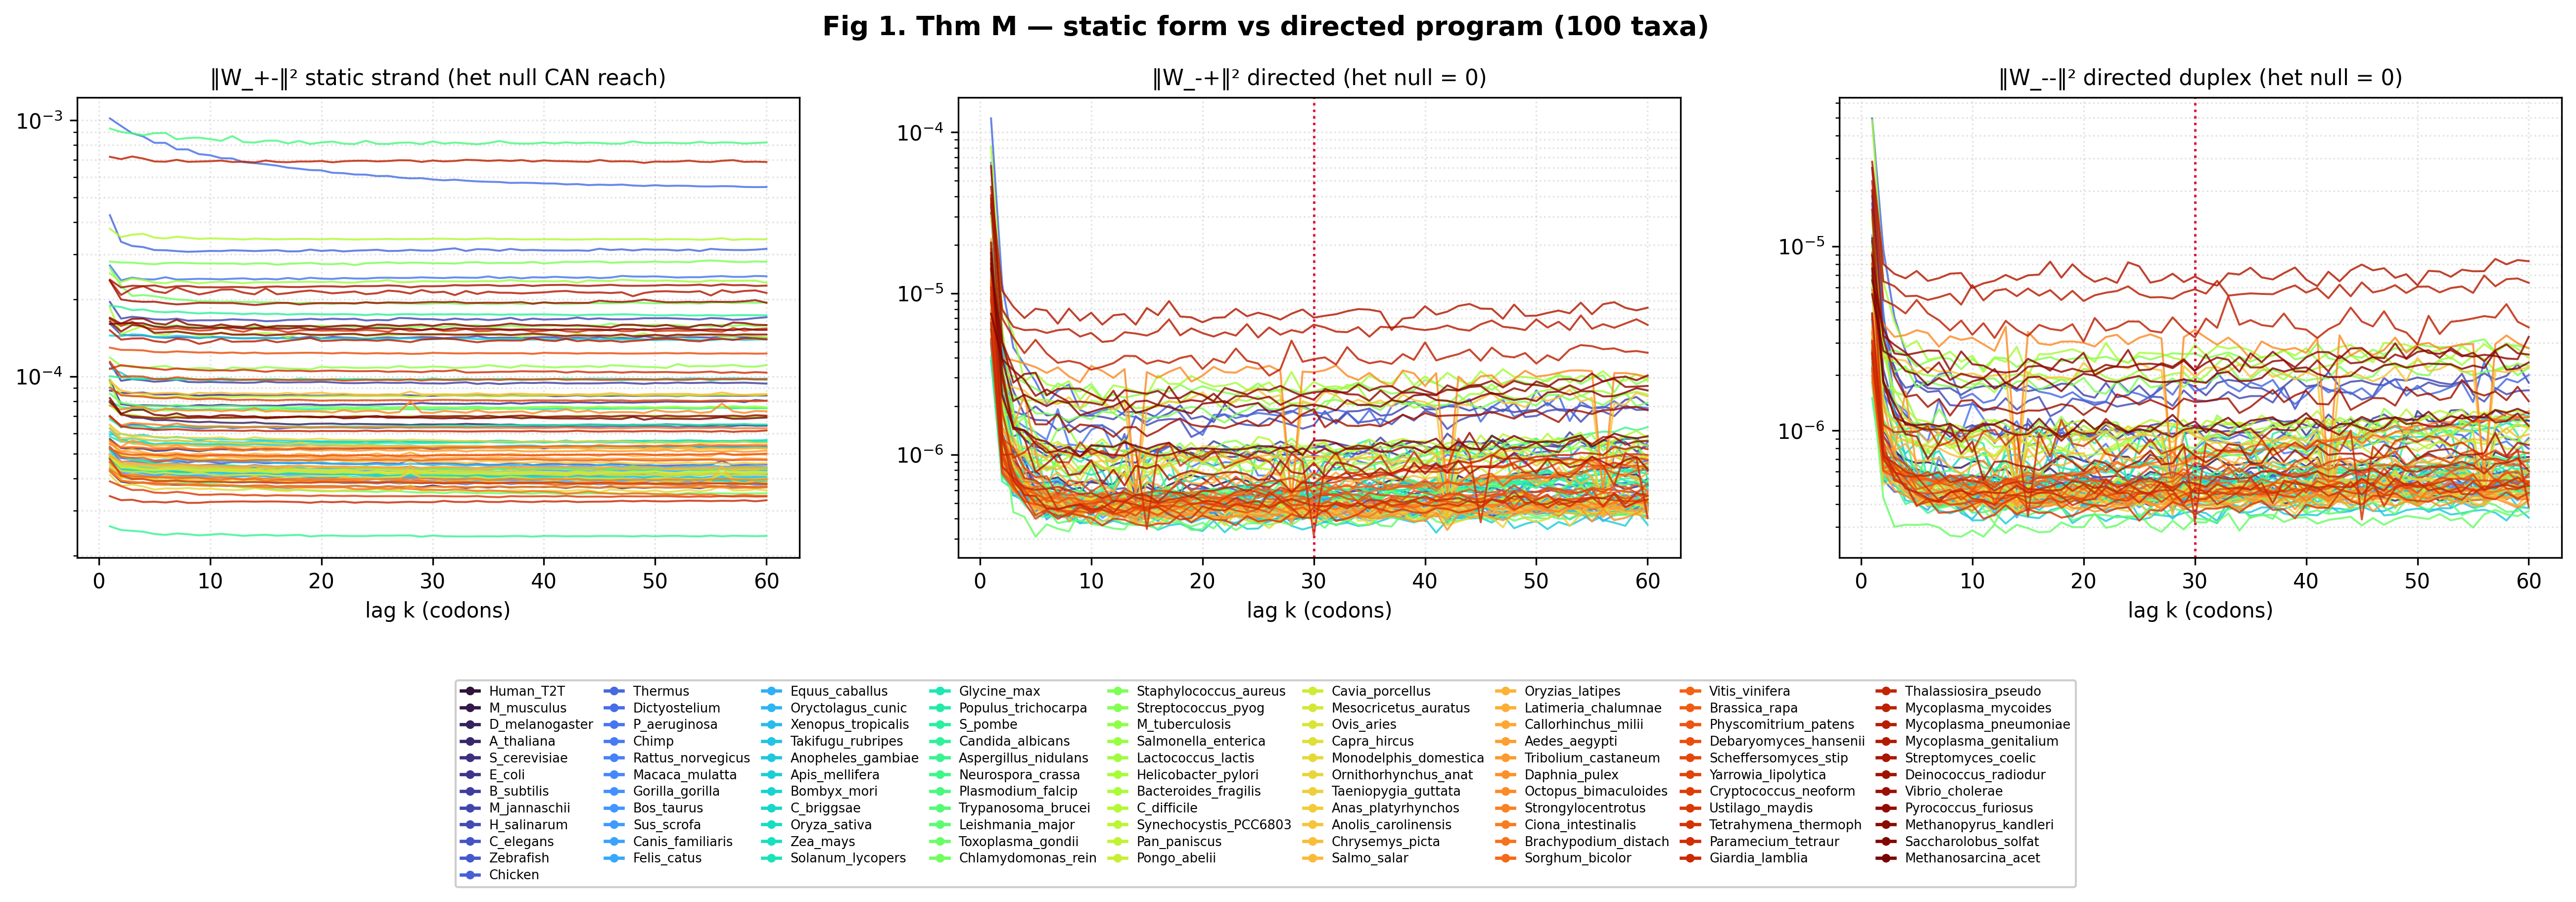 Fig 1. Thm M — static form vs directed program (100 taxa)
‖W_+-‖² static strand (het null CAN reach)
10⁻³
10⁻⁴
0 10 20 30 40 50 60
lag k (codons)
‖W_-+‖² directed (het null = 0)
10⁻⁴
10⁻⁵
10⁻⁶
0 10 20 30 40 50 60
lag k (codons)
‖W_--‖² directed duplex (het null = 0)
10⁻⁵
10⁻⁶
0 10 20 30 40 50 60
lag k (codons)
Human_T2T
M_musculus
D_melanogaster
A_thaliana
S_cerevisiae
E_coli
B_subtilis
M_jannaschii
H_salinarum
C_elegans
Zebrafish
Chicken
Thermus
Dictyostelium
P_aeruginosa
Chimp
Rattus_norvegicus
Macaca_mulatta
Gorilla_gorilla
Bos_taurus
Sus_scrofa
Canis_familiaris
Felis_catus
Equus_caballus
Oryctolagus_cunic
Xenopus_tropicalis
Takifugu_rubripes
Anopheles_gambiae
Apis_mellifera
Bombyx_mori
C_briggsae
Oryza_sativa
Zea_mays
Solanum_lycopers
Glycine_max
Populus_trichocarpa
S_pombe
Candida_albicans
Aspergillus_nidulans
Neurospora_crassa
Plasmodium_falcip
Trypanosoma_brucei
Leishmania_major
Toxoplasma_gondii
Chlamydomonas_rein
Staphylococcus_aureus
Streptococcus_pyog
M_tuberculosis
Salmonella_enterica
Lactococcus_lactis
Helicobacter_pylori
Bacteroides_fragilis
C_difficile
Synechocystis_PCC6803
Pan_paniscus
Pongo_abelii
Cavia_porcellus
Mesocricetus_auratus
Ovis_aries
Capra_hircus
Monodelphis_domestica
Ornithorhynchus_anat
Taeniopygia_guttata
Anas_platyrhynchos
Anolis_carolinensis
Chrysemys_picta
Salmo_salar
Oryzias_latipes
Latimeria_chalumnae
Callorhinchus_milii
Aedes_aegypti
Tribolium_castaneum
Daphnia_pulex
Octopus_bimaculoides
Strongylocentrotus
Ciona_intestinalis
Brachypodium_distach
Sorghum_bicolor
Vitis_vinifera
Brassica_rapa
Physcomitrium_patens
Debaryomyces_hansenii
Scheffersomyces_stip
Yarrowia_lipolytica
Cryptococcus_neoform
Ustilago_maydis
Tetrahymena_thermoph
Paramecium_tetraur
Giardia_lamblia
Thalassiosira_pseudo
Mycoplasma_mycoides
Mycoplasma_pneumoniae
Mycoplasma_genitalium
Streptomyces_coelic
Deinococcus_radiodur
Vibrio_cholerae
Pyrococcus_furiosus
Methanopyrus_kandleri
Saccharolobus_solfat
Methanosarcina_acet